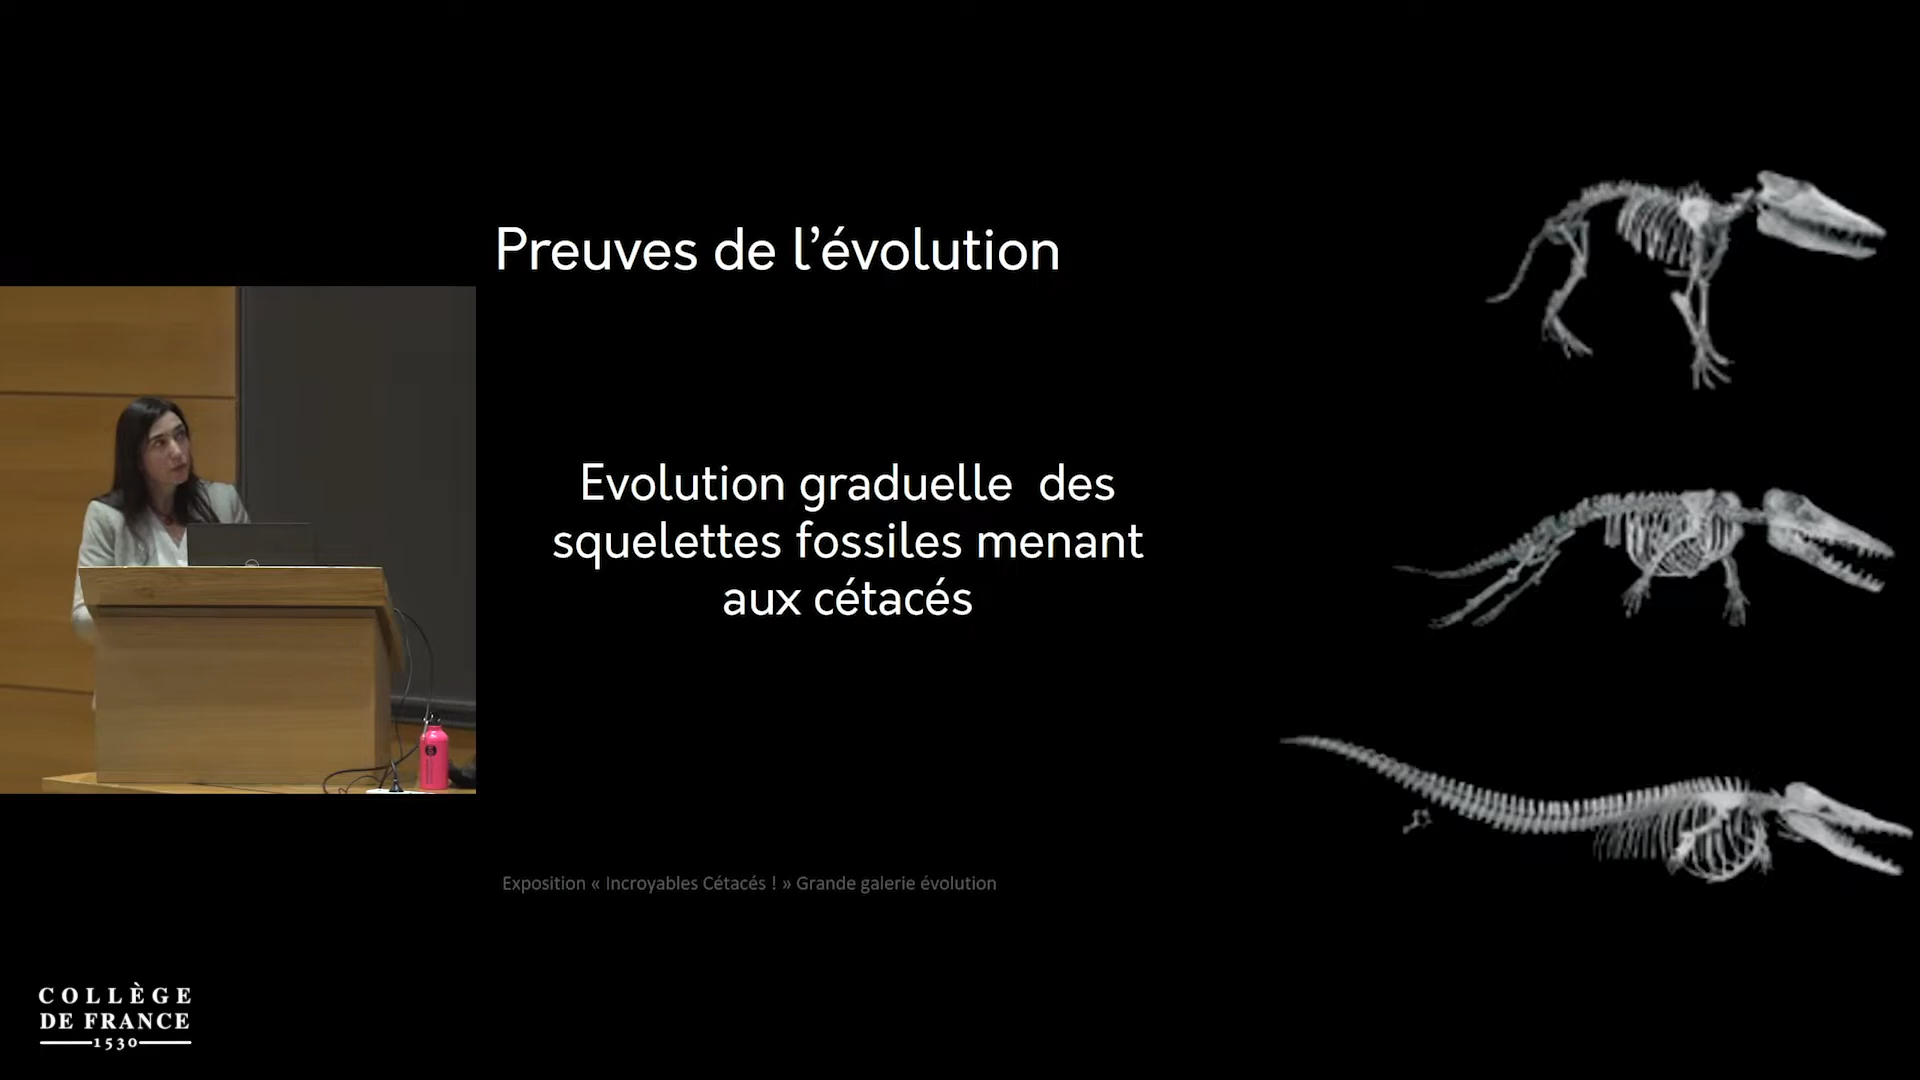 Preuves de l’évolution
Evolution graduelle  des
squelettes fossiles menant
aux cétacés
Exposition « Incroyables Cétacés ! » Grande galerie évolution
COLLÈGE
DE FRANCE
1530